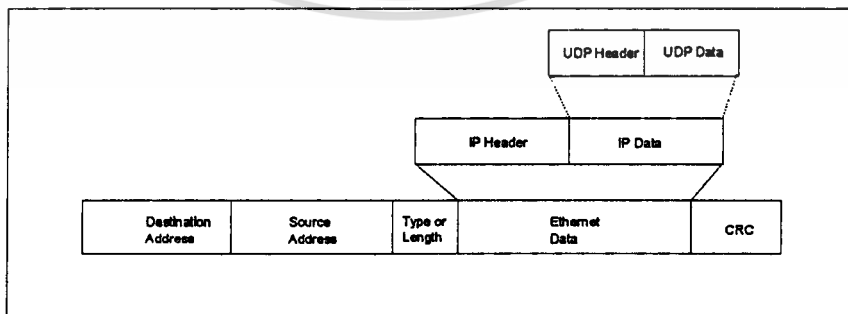 UDP Header UDP Data
IP Header IP Data
Destination Address
Source Address
Type or Length
Ethernet Data
CRC